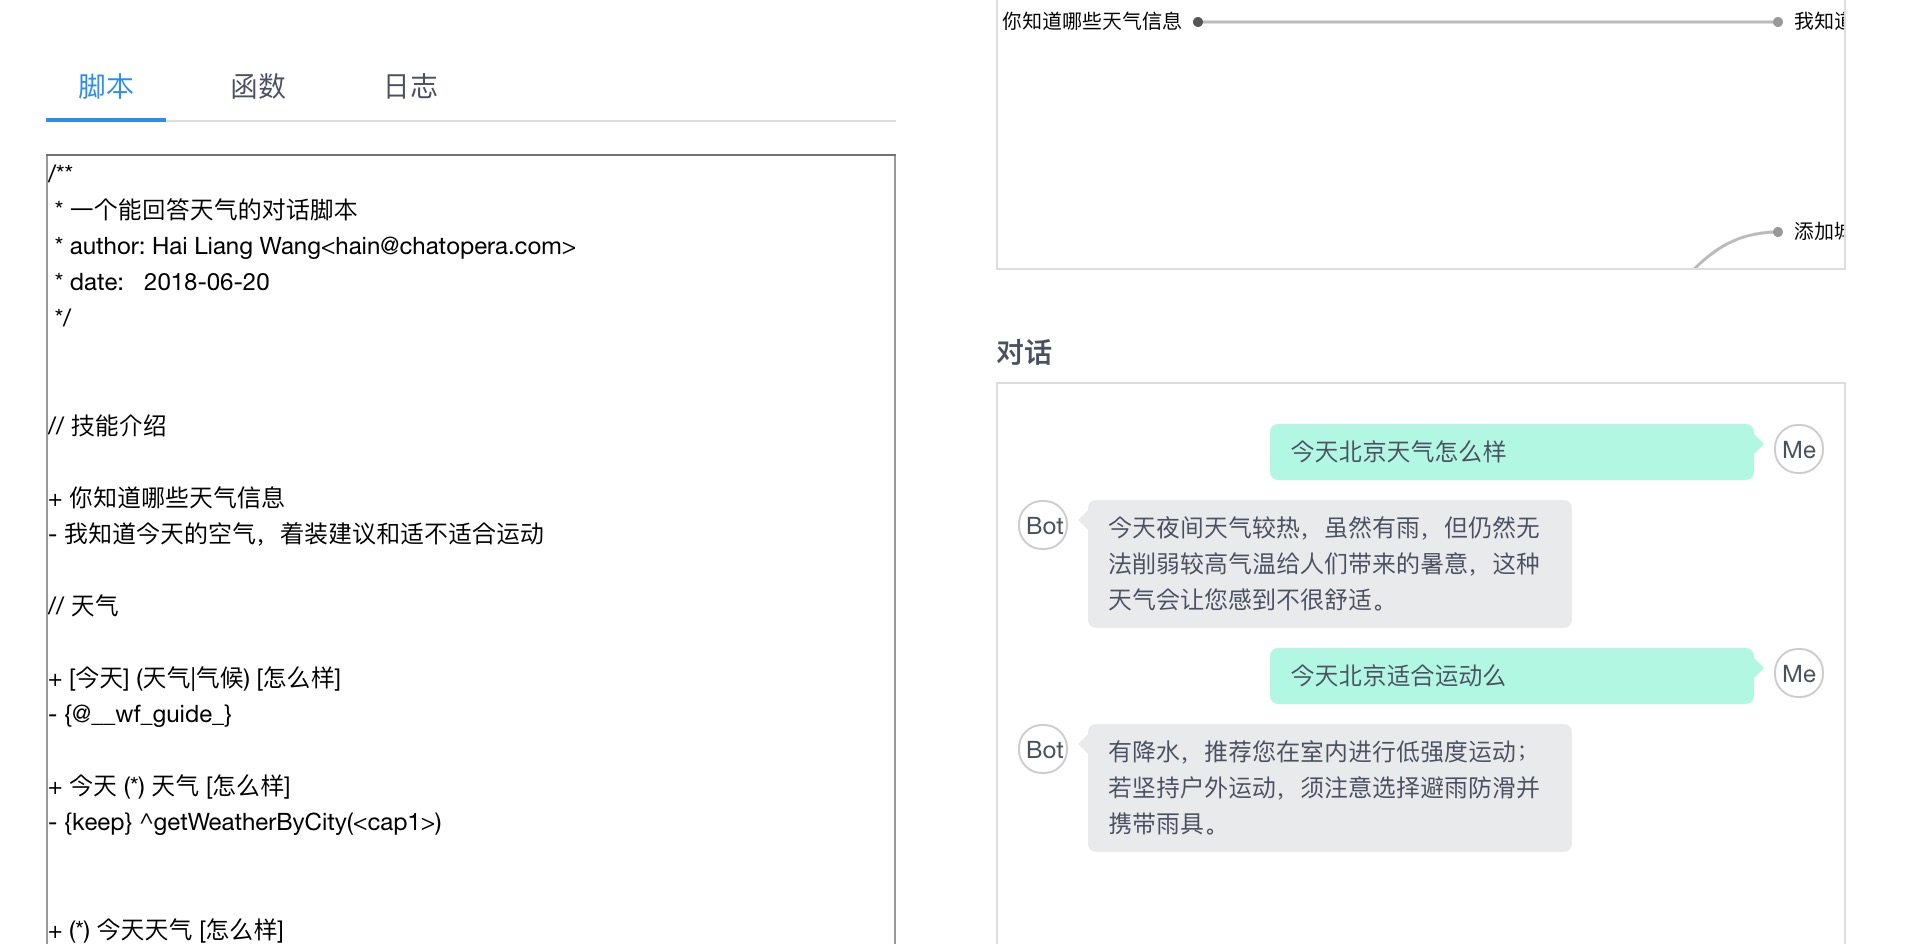 脚本
函数
日志
/**
* 一个能回答天气的对话脚本
* author: Hai Liang Wang<hain@chatopera.com>
* date: 2018-06-20
*/
// 技能介绍
+ 你知道哪些天气信息
- 我知道今天的空气，着装建议和适不适合运动
// 天气
+ [今天] (天气|气候) [怎么样]
- {@__wf_guide_}
+ 今天 (*) 天气 [怎么样]
- {keep} ^getWeatherByCity(<cap1>)
+ (*) 今天天气 [怎么样]
你知道哪些天气信息
我知
添加
对话
今天北京天气怎么样
Me
Bot
今天夜间天气较热，虽然有雨，但仍然无
法削弱较高气温给人们带来的暑意，这种
天气会让您感到不很舒适。
今天北京适合运动么
Me
Bot
有降水，推荐您在室内进行低强度运动；
若坚持户外运动，须注意选择避雨防滑并
携带雨具。